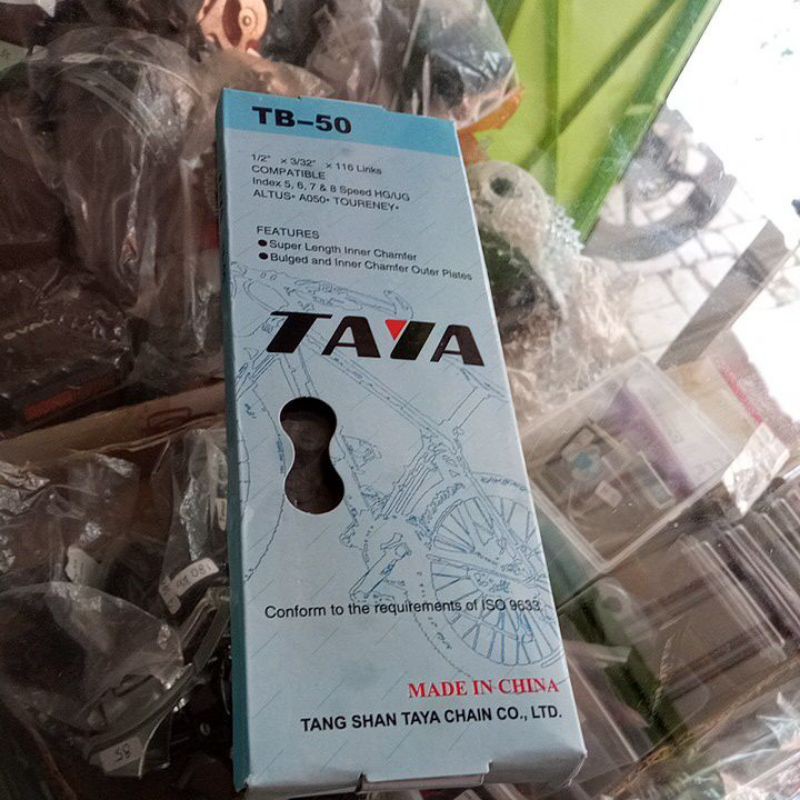 TB-50
1/2" x 3/32" x 116 Links
COMPATIBLE
Index 5, 6, 7 & 8 Speed HG/UG
ALTUS• A050• TOURENEY•
FEATURES
●Super Length Inner Chamfer
●Bulged and Inner Chamfer Outer Plates
TAYA
Conform to the requirements of ISO 9633
MADE IN CHINA
TANG SHAN TAYA CHAIN CO., LTD.